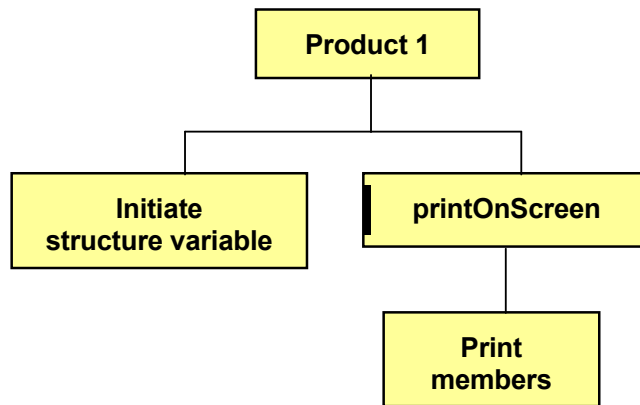 Product 1
Initiate
structure variable
printOnScreen
Print
members